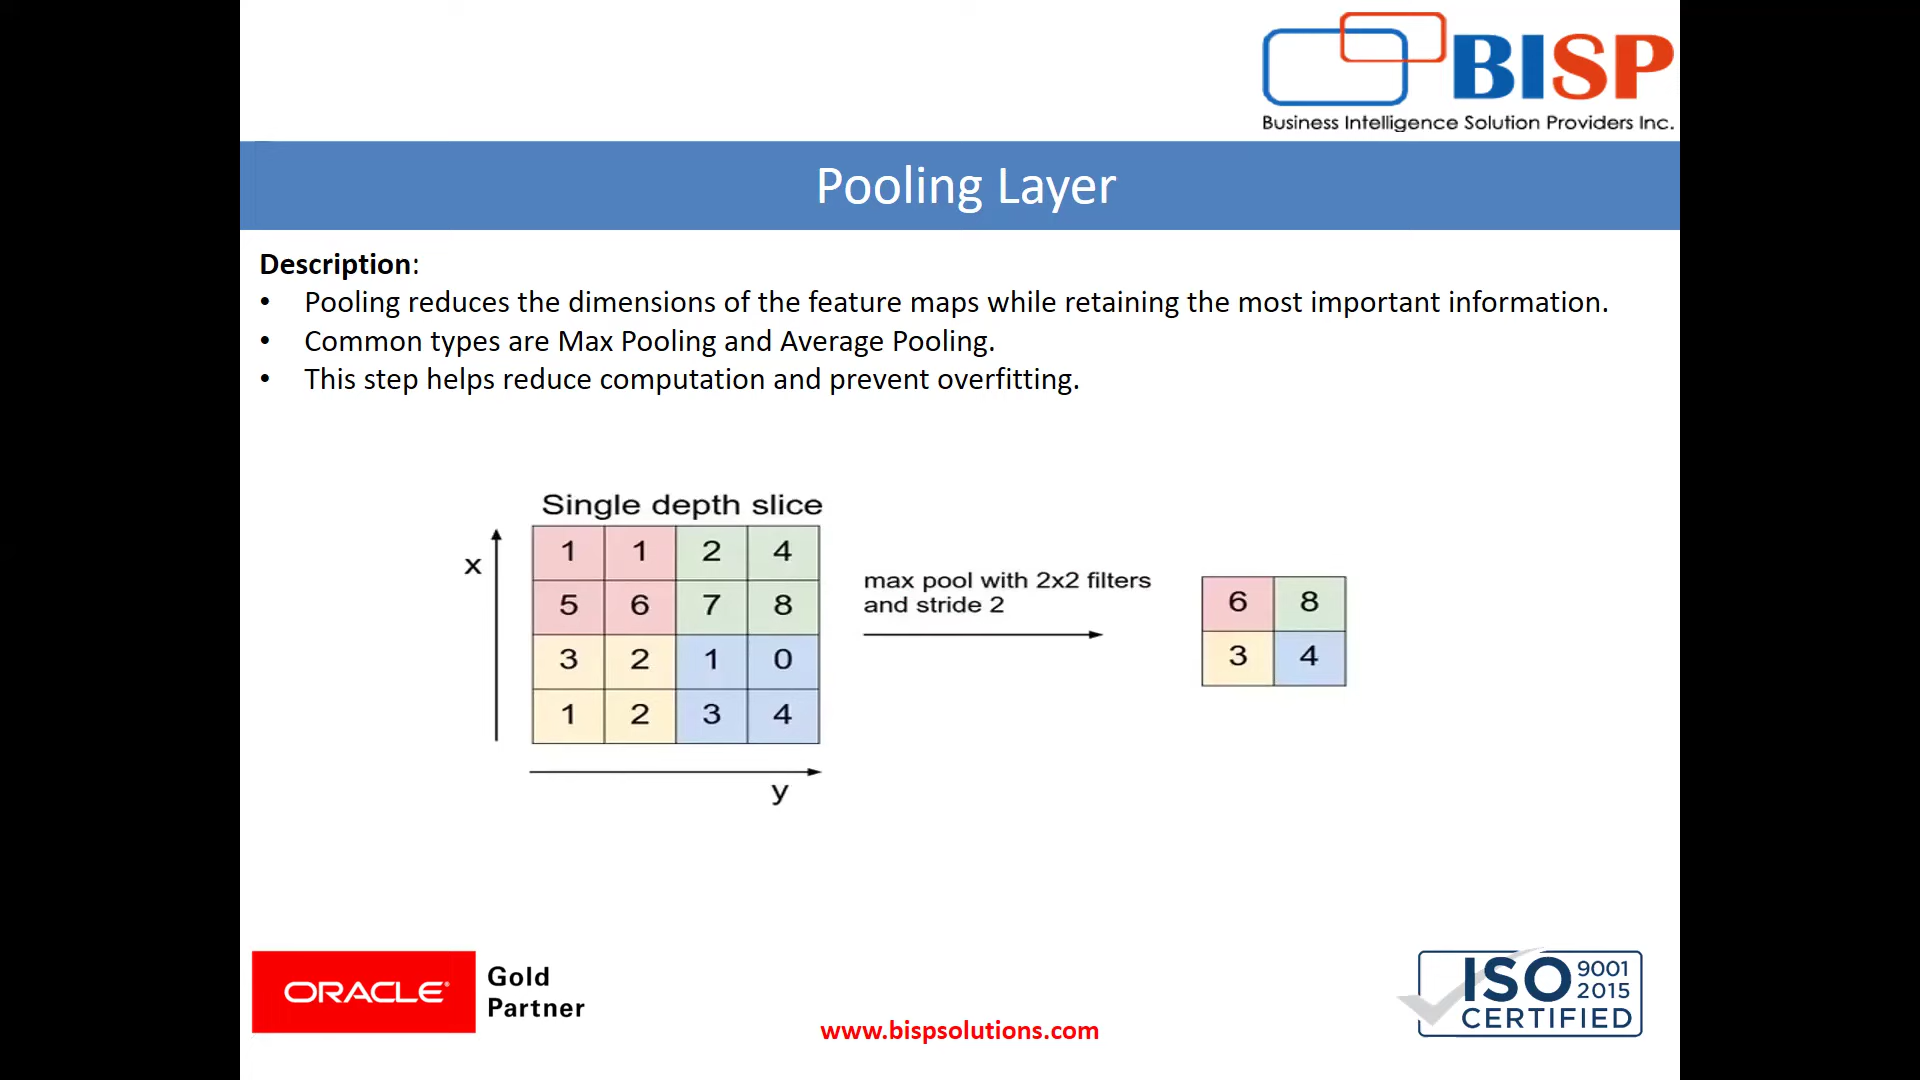 BISP
Business Intelligence Solution Providers Inc.
Pooling Layer
Description:
• Pooling reduces the dimensions of the feature maps while retaining the most important information.
• Common types are Max Pooling and Average Pooling.
• This step helps reduce computation and prevent overfitting.
Single depth slice
x
1 1 2 4
5 6 7 8
3 2 1 0
1 2 3 4
y
max pool with 2x2 filters
and stride 2
6 8
3 4
ORACLE®
Gold
Partner
www.bispsolutions.com
ISO 9001
2015
CERTIFIED